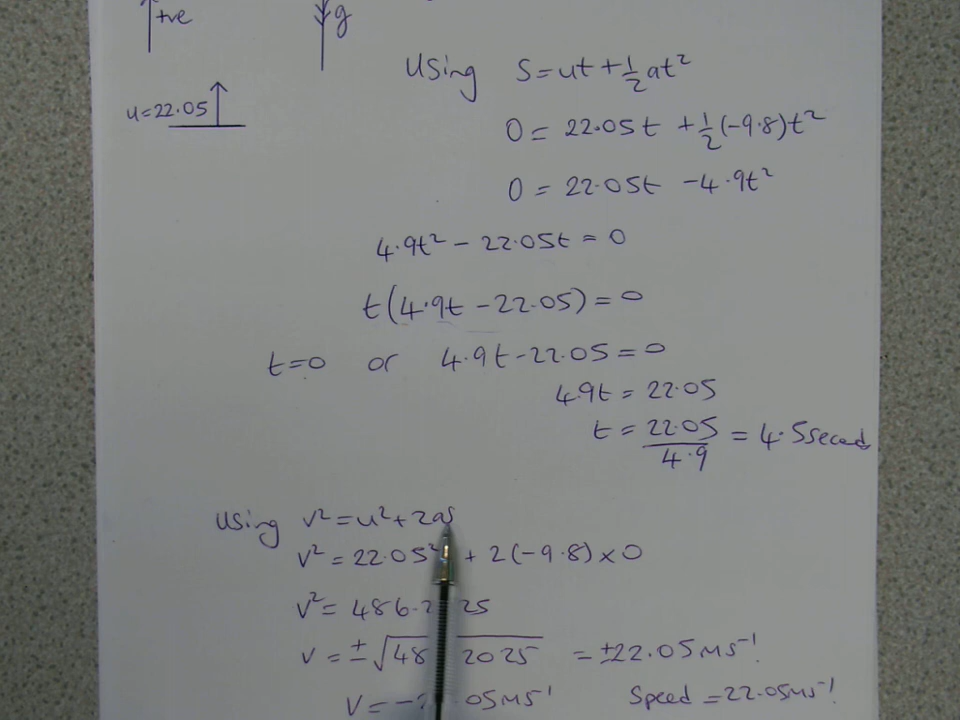 +ve
g
u=22.05
Using S=ut+½at²
0= 22.05t +½(-9.8)t²
0= 22.05t -4.9t²
4.9t² - 22.05t = 0
t(4.9t - 22.05) = 0
t=0 or 4.9t-22.05=0
4.9t = 22.05
t = 22.05/4.9 = 4.5second
Using v²=u²+2as
v²=22.05² + 2(-9.8)×0
v²=
v = ± = ±22.05ms⁻¹
v = Speed =22.05ms⁻¹